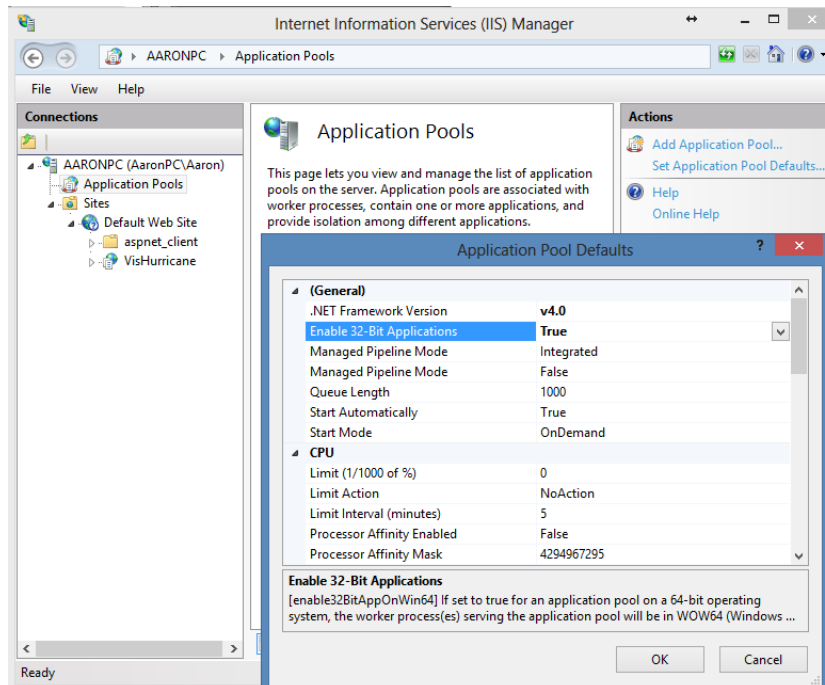 Internet Information Services (IIS) Manager
AARONPC Application Pools
File View Help
Connections
AARONPC (AaronPC\Aaron)
Application Pools
Sites
Default Web Site
aspnet_client
VisHurricane
Application Pools
This page lets you view and manage the list of application
pools on the server. Application pools are associated with
worker processes, contain one or more applications, and
provide isolation among different applications.
Actions
Add Application Pool...
Set Application Pool Defaults...
Help
Online Help
Application Pool Defaults
(General)
.NET Framework Version v4.0
Enable 32-Bit Applications True
Managed Pipeline Mode Integrated
Managed Pipeline Mode False
Queue Length 1000
Start Automatically True
Start Mode OnDemand
CPU
Limit (1/1000 of %) 0
Limit Action NoAction
Limit Interval (minutes) 5
Processor Affinity Enabled False
Processor Affinity Mask 4294967295
Enable 32-Bit Applications
[enable32BitAppOnWin64] If set to true for an application pool on a 64-bit operating
system, the worker process(es) serving the application pool will be in WOW64 (Windows ...
OK Cancel
Ready